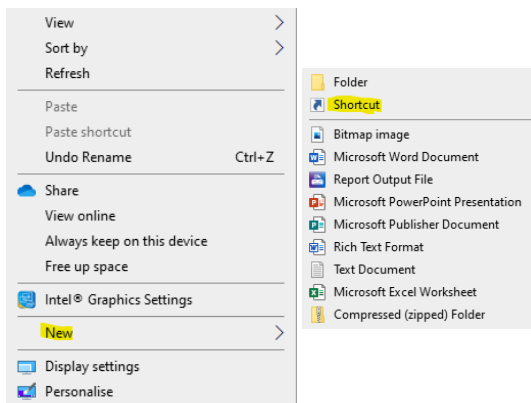 View
Sort by
Refresh
Paste
Paste shortcut
Undo Rename Ctrl+Z
Share
View online
Always keep on this device
Free up space
Intel® Graphics Settings
New
Display settings
Personalise
Folder
Shortcut
Bitmap image
Microsoft Word Document
Report Output File
Microsoft PowerPoint Presentation
Microsoft Publisher Document
Rich Text Format
Text Document
Microsoft Excel Worksheet
Compressed (zipped) Folder